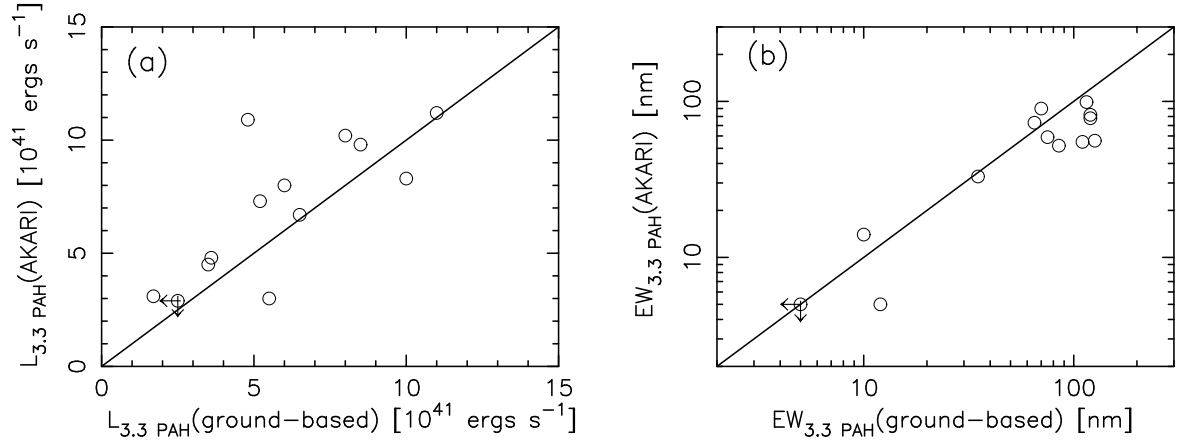 (a)
L3.3 PAH(AKARI) [10^41 ergs s^−1]
15
10
5
0
0 5 10 15
L3.3 PAH(ground−based) [10^41 ergs s^−1]
(b)
EW3.3 PAH(AKARI) [nm]
100
10
10 100
EW3.3 PAH(ground−based) [nm]